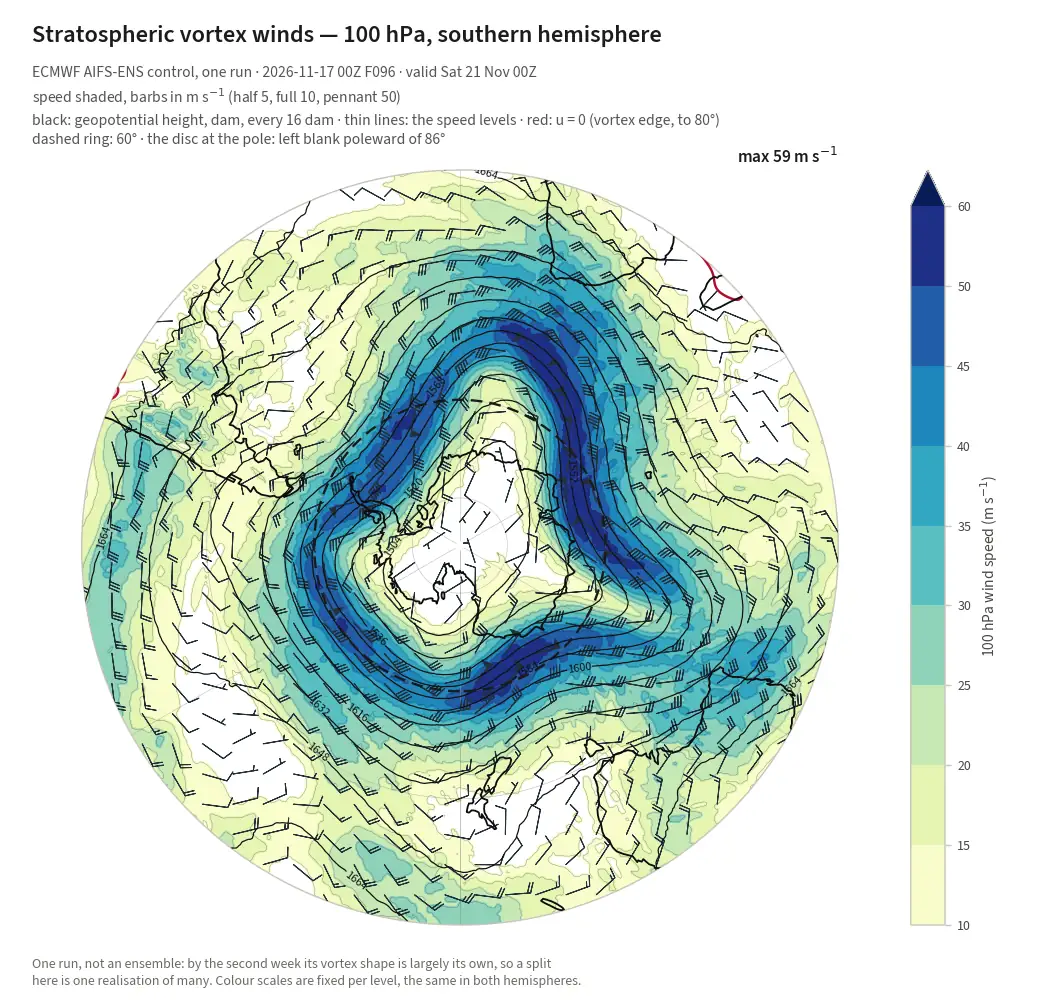 Stratospheric vortex winds — 100 hPa, southern hemisphere
ECMWF AIFS-ENS control, one run · 2026-11-17 00Z F096 · valid Sat 21 Nov 00Z
speed shaded, barbs in m s⁻¹ (half 5, full 10, pennant 50)
black: geopotential height, dam, every 16 dam · thin lines: the speed levels · red: u = 0 (vortex edge, to 80°)
dashed ring: 60° · the disc at the pole: left blank poleward of 86°
max 59 m s⁻¹
1664
60
50
45
40
35
30
25
20
15
10
100 hPa wind speed (m s⁻¹)
1568
1664
1600
1632
1616
1648
1664
One run, not an ensemble: by the second week its vortex shape is largely its own, so a split
here is one realisation of many. Colour scales are fixed per level, the same in both hemispheres.